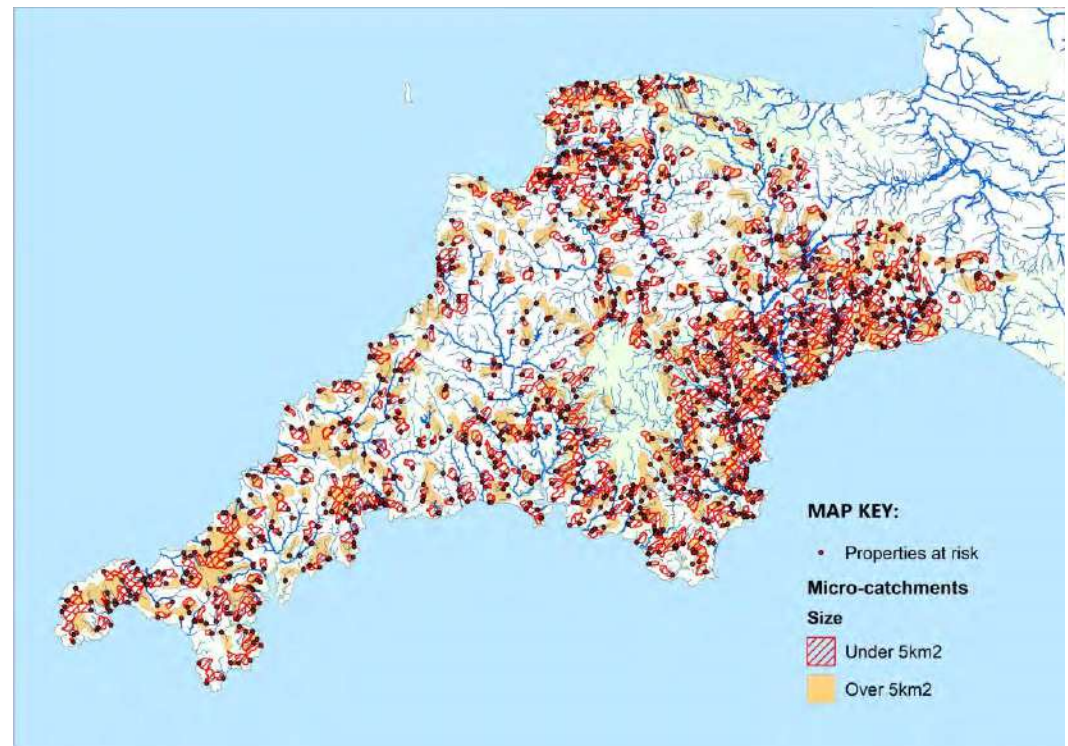 MAP KEY:
Properties at risk
Micro-catchments
Size
Under 5km2
Over 5km2